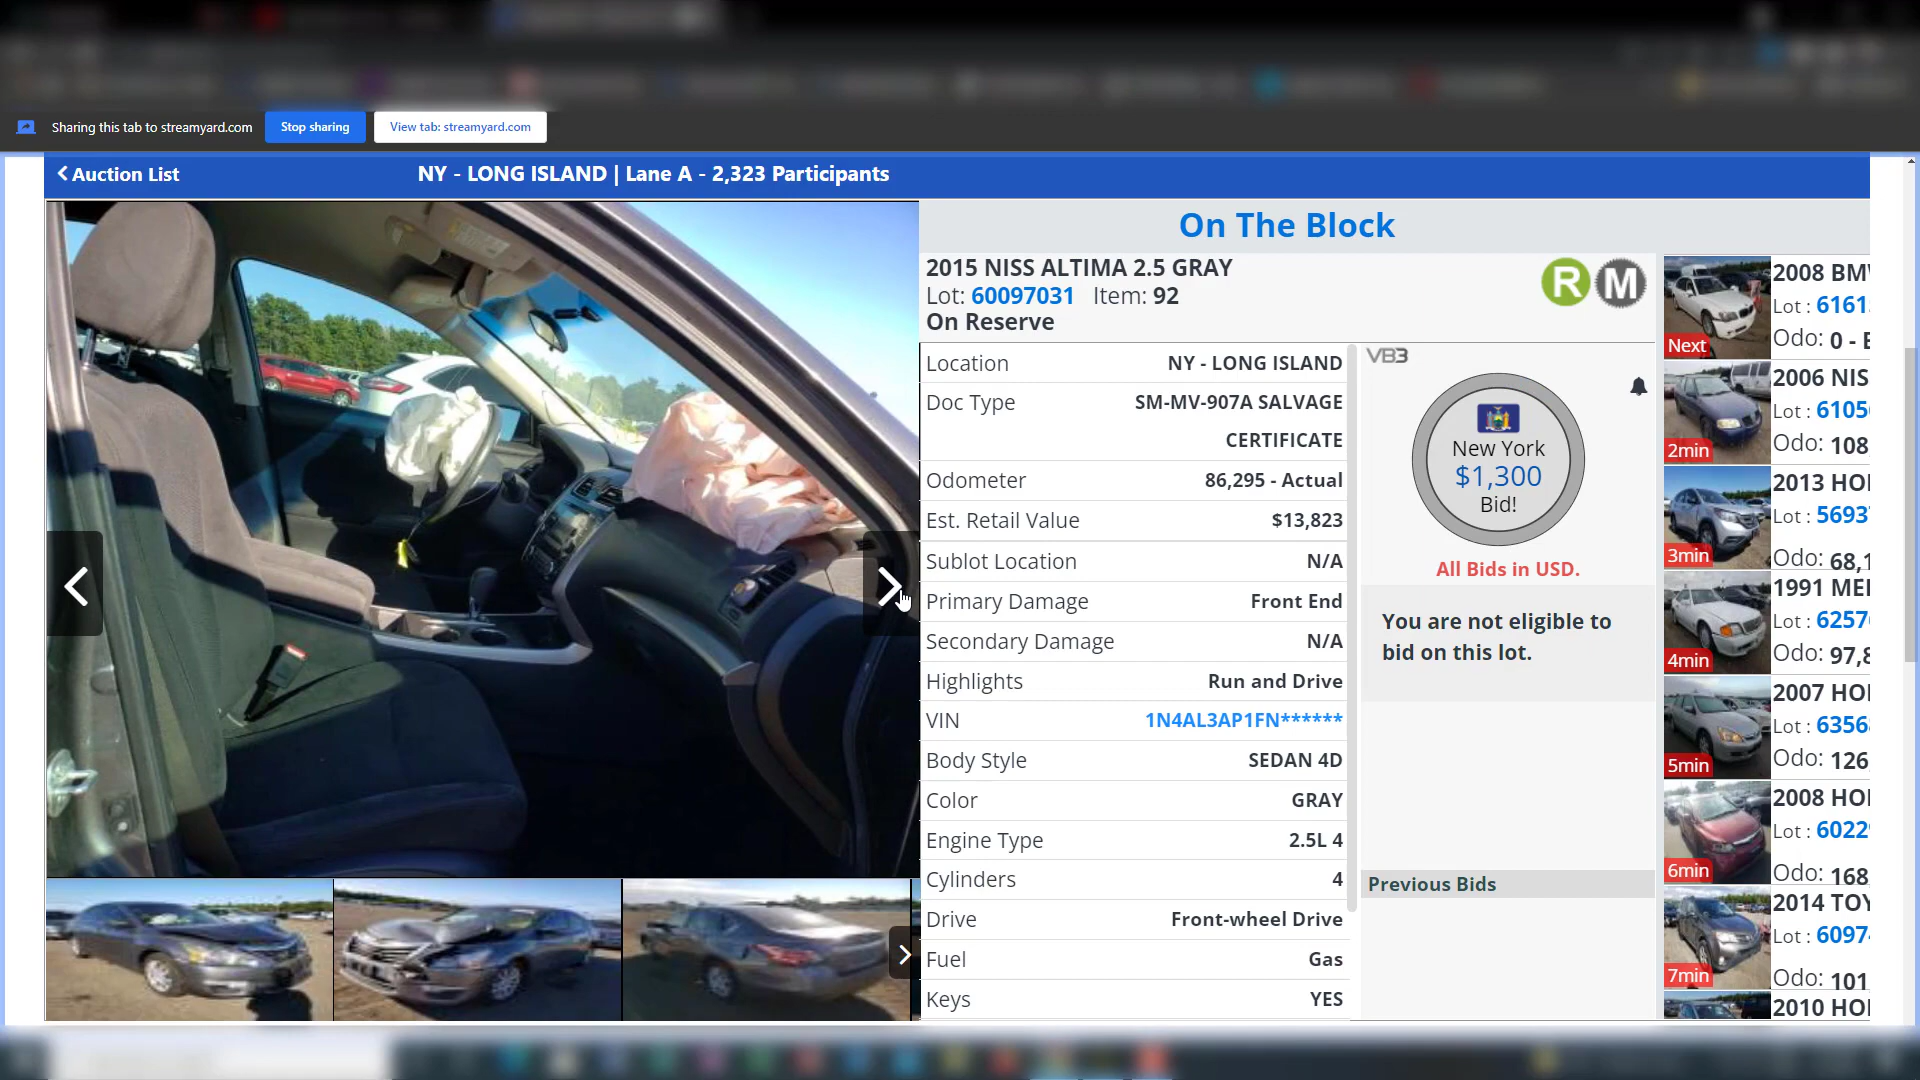 Sharing this tab to streamyard.com
Stop sharing
View tab: streamyard.com
Auction List
NY - LONG ISLAND | Lane A - 2,323 Participants
On The Block
2015 NISS ALTIMA 2.5 GRAY
Lot: 60097031 Item: 92
On Reserve
R M
Location NY - LONG ISLAND
Doc Type SM-MV-907A SALVAGE
CERTIFICATE
Odometer 86,295 - Actual
Est. Retail Value $13,823
Sublot Location N/A
Primary Damage Front End
Secondary Damage N/A
Highlights Run and Drive
VIN 1N4AL3AP1FN******
Body Style SEDAN 4D
Color GRAY
Engine Type 2.5L 4
Cylinders 4
Drive Front-wheel Drive
Fuel Gas
Keys YES
VB3
New York
$1,300
Bid!
All Bids in USD.
You are not eligible to
bid on this lot.
Previous Bids
Next
2008 BMW
Lot : 6161
Odo: 0 - E
2min
2006 NIS
Lot : 6105
Odo: 108
3min
2013 HO
Lot : 5693
Odo: 68,1
4min
1991 ME
Lot : 6257
Odo: 97,8
5min
2007 HO
Lot : 6356
Odo: 126
6min
2008 HO
Lot : 6022
Odo: 168
7min
2014 TOY
Lot : 6097
Odo: 101
2010 HO